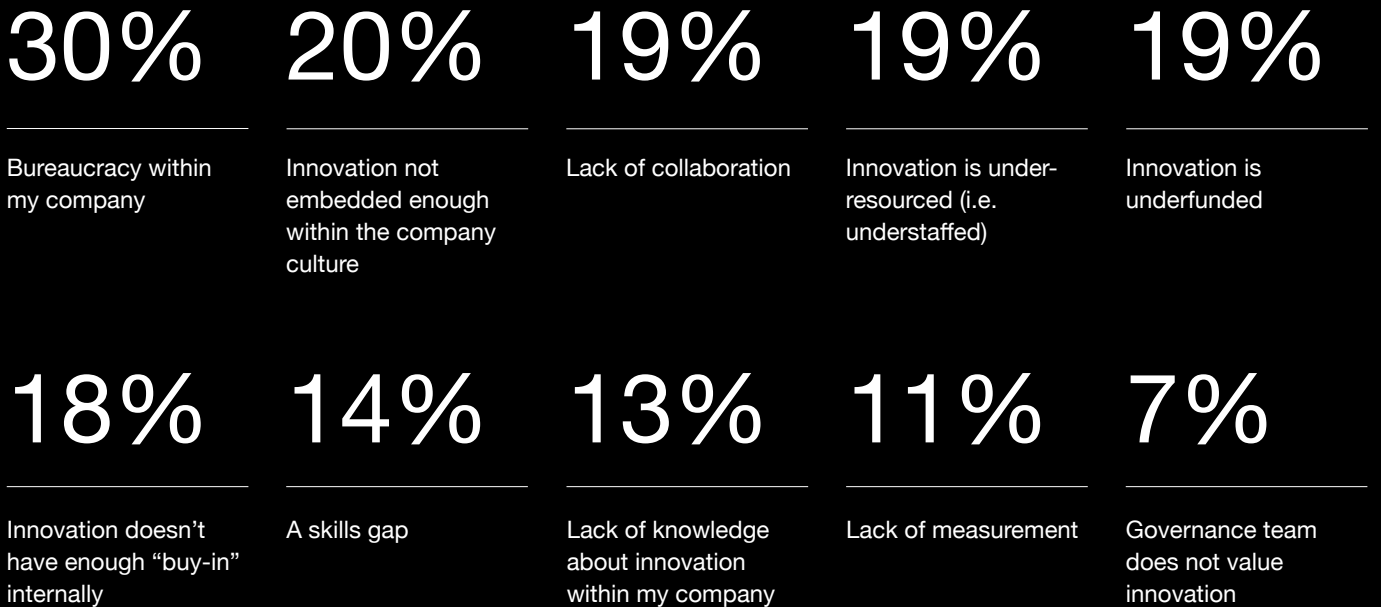 30%
20%
19%
19%
19%
Bureaucracy within
my company
Innovation not
embedded enough
within the company
culture
Lack of collaboration
Innovation is under-
resourced (i.e.
understaffed)
Innovation is
underfunded
18%
14%
13%
11%
7%
Innovation doesn’t
have enough “buy-in”
internally
A skills gap
Lack of knowledge
about innovation
within my company
Lack of measurement
Governance team
does not value
innovation